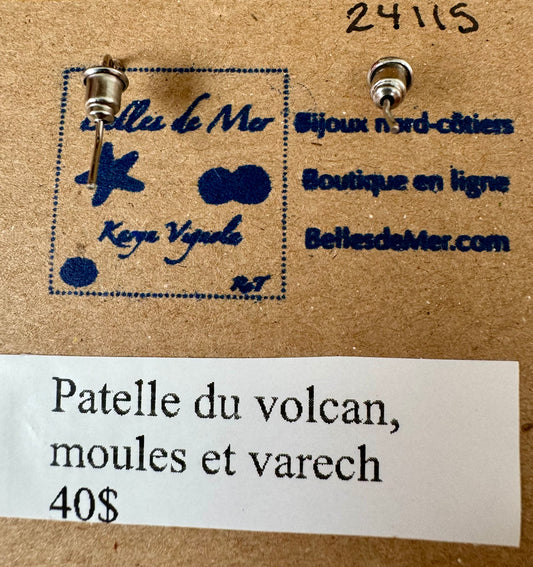 24115
Belles de Mer
Bijoux nord-côtiers
Boutique en ligne
BellesdeMer.com
Patelle du volcan,
moules et varech
40$